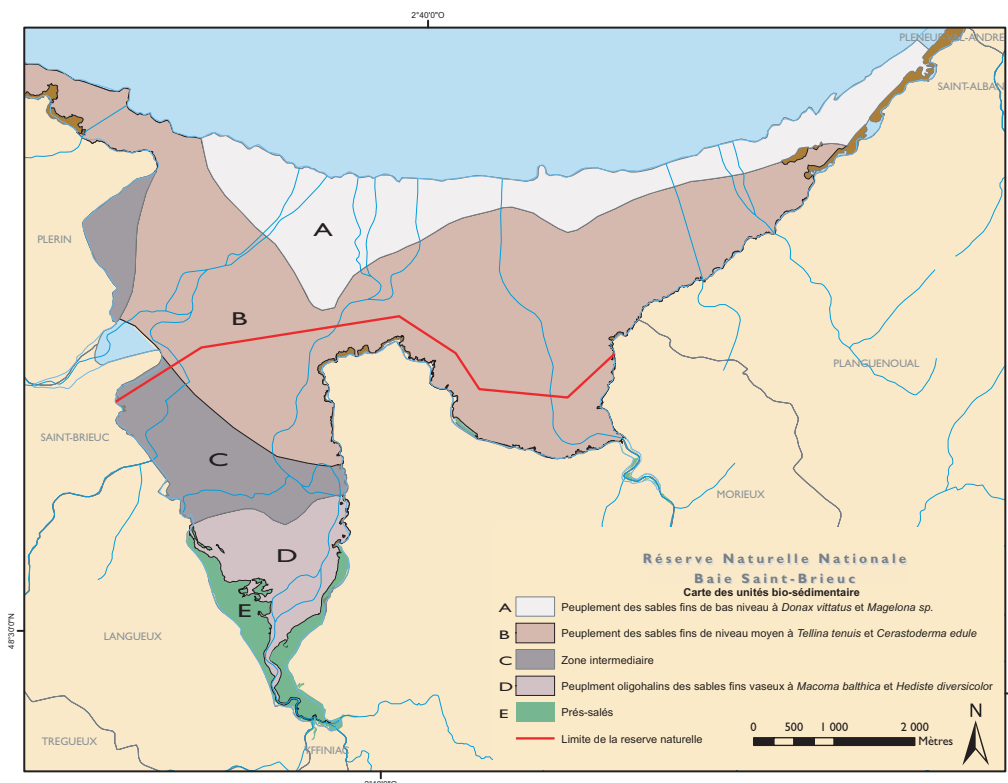 2°40'0"O
PLENEUF-VAL-ANDRE
SAINT-ALBAN
PLERIN
A
B
PLANGUENOUAL
SAINT-BRIEUC
C
MORIEUX
D
E
LANGUEUX
48°30'0"N
TREGUEUX
YFFINIAC
Réserve Naturelle Nationale
Baie Saint-Brieuc
Carte des unités bio-sédimentaire
A Peuplement des sables fins de bas niveau à Donax vittatus et Magelona sp.
B Peuplement des sables fins de niveau moyen à Tellina tenuis et Cerastoderma edule
C Zone intermediaire
D Peuplment oligohalins des sables fins vaseux à Macoma balthica et Hediste diversicolor
E Prés-salés
Limite de la reserve naturelle
0 500 1 000 2 000
Mètres
N